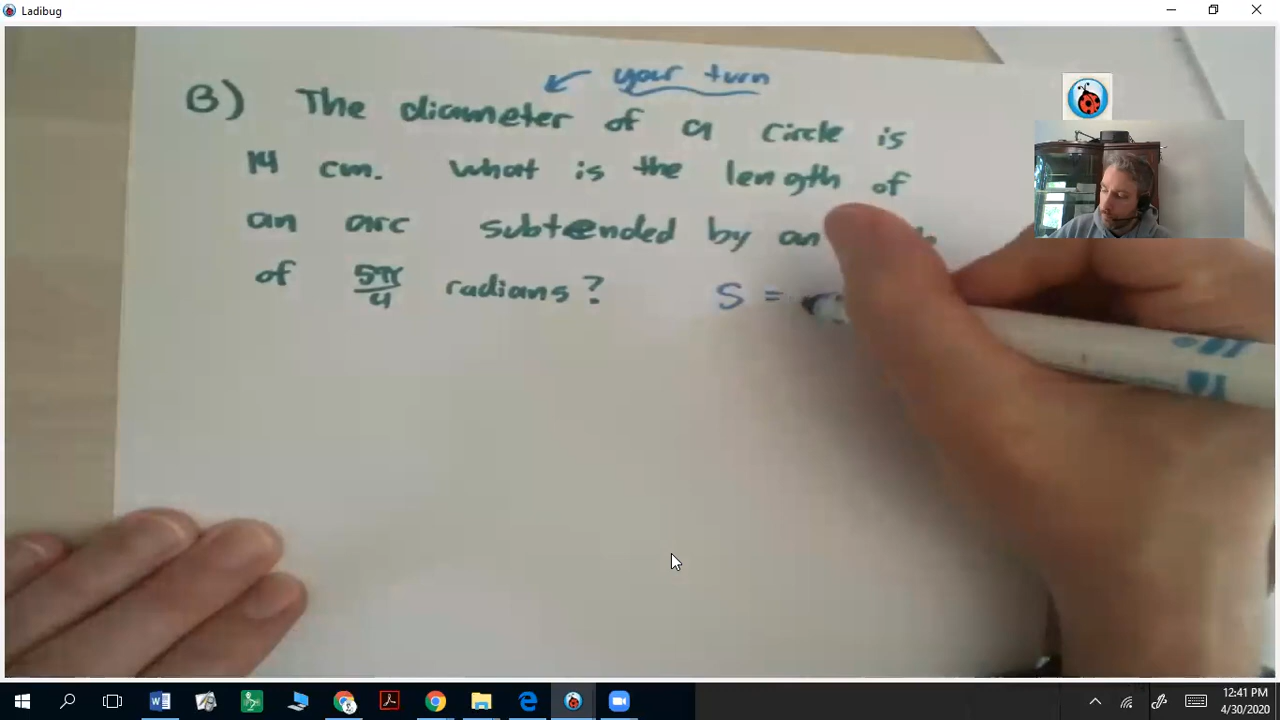 Ladibug
your turn
B) The diameter of a circle is
14 cm. What is the length of
an arc subtended by an
of 5π/4 radians? S =
12:41 PM
4/30/2020